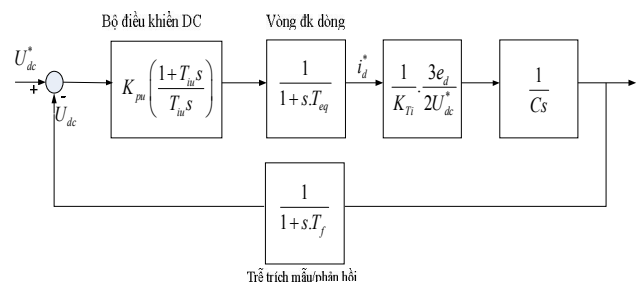 Bộ điều khiển DC
Vòng đk dòng
U*dc
+
-
Udc
Kpu((1+Tiu s)/(Tiu s))
1/(1+s.Teq)
i*d
1/KTi . 3ed/2U*dc
1/Cs
1/(1+s.Tf)
Trễ trích mẫu/phản hồi